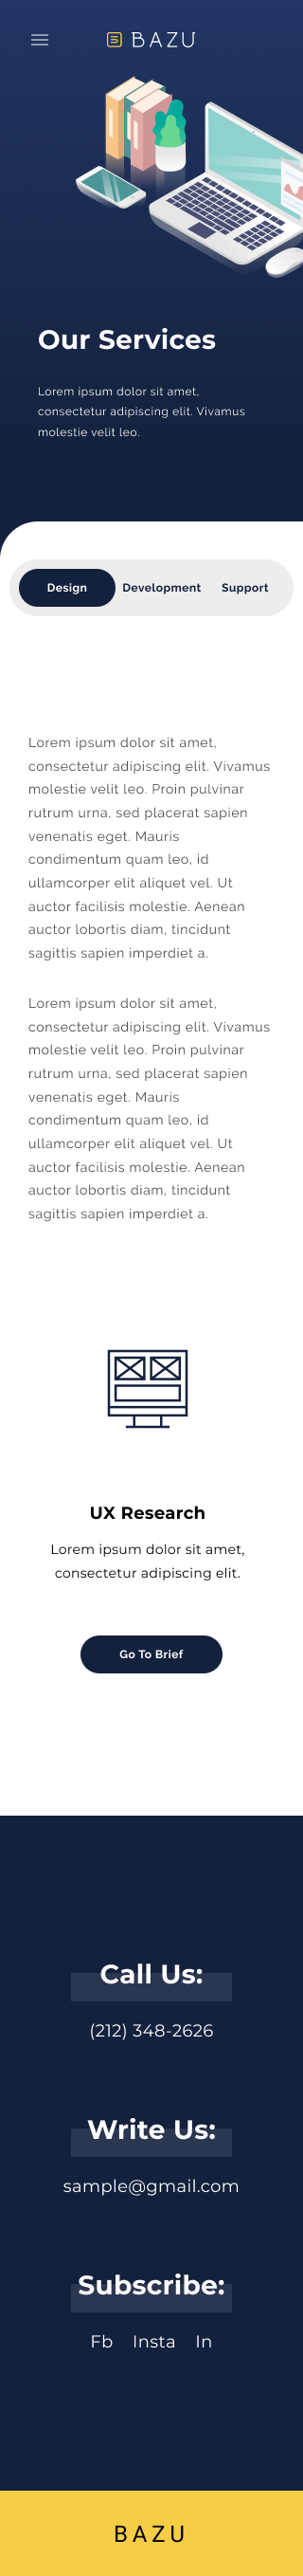 BAZU
Our Services
Lorem ipsum dolor sit amet,
consectetur adipiscing elit. Vivamus
molestie velit leo.
Design Development Support
Lorem ipsum dolor sit amet,
consectetur adipiscing elit. Vivamus
molestie velit leo. Proin pulvinar
rutrum urna, sed placerat sapien
venenatis eget. Mauris
condimentum quam leo, id
ullamcorper elit aliquet vel. Ut
auctor facilisis molestie. Aenean
auctor lobortis diam, tincidunt
sagittis sapien imperdiet a.
Lorem ipsum dolor sit amet,
consectetur adipiscing elit. Vivamus
molestie velit leo. Proin pulvinar
rutrum urna, sed placerat sapien
venenatis eget. Mauris
condimentum quam leo, id
ullamcorper elit aliquet vel. Ut
auctor facilisis molestie. Aenean
auctor lobortis diam, tincidunt
sagittis sapien imperdiet a.
UX Research
Lorem ipsum dolor sit amet,
consectetur adipiscing elit.
Go To Brief
Call Us:
(212) 348-2626
Write Us:
sample@gmail.com
Subscribe:
Fb Insta In
BAZU